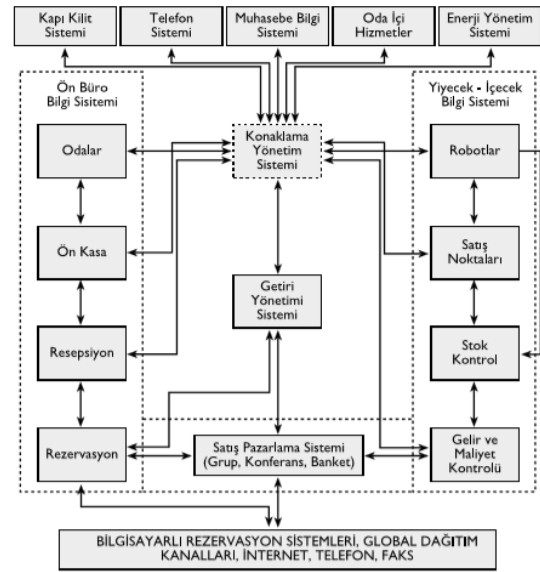 Kapı Kilit
Sistemi
Telefon
Sistemi
Muhasebe Bilgi
Sistemi
Oda İçi
Hizmetler
Enerji Yönetim
Sistemi
Ön Büro
Bilgi Sisitemi
Yiyecek - İçecek
Bilgi Sistemi
Konaklama
Yönetim
Sistemi
Odalar
Robotlar
Ön Kasa
Satış
Noktaları
Getiri
Yönetimi
Sistemi
Resepsiyon
Stok
Kontrol
Rezervasyon
Satış Pazarlama Sistemi
(Grup, Konferans, Banket)
Gelir ve
Maliyet
Kontrolü
BİLGİSAYARLI REZERVASYON SİSTEMLERİ, GLOBAL DAĞITIM
KANALLARI, İNTERNET, TELEFON, FAKS